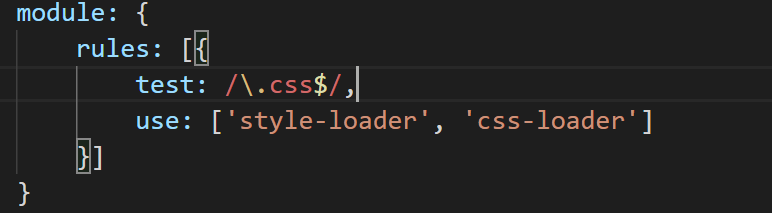 module: {
    rules: [{
        test: /\.css$/,
        use: ['style-loader', 'css-loader']
    }]
}